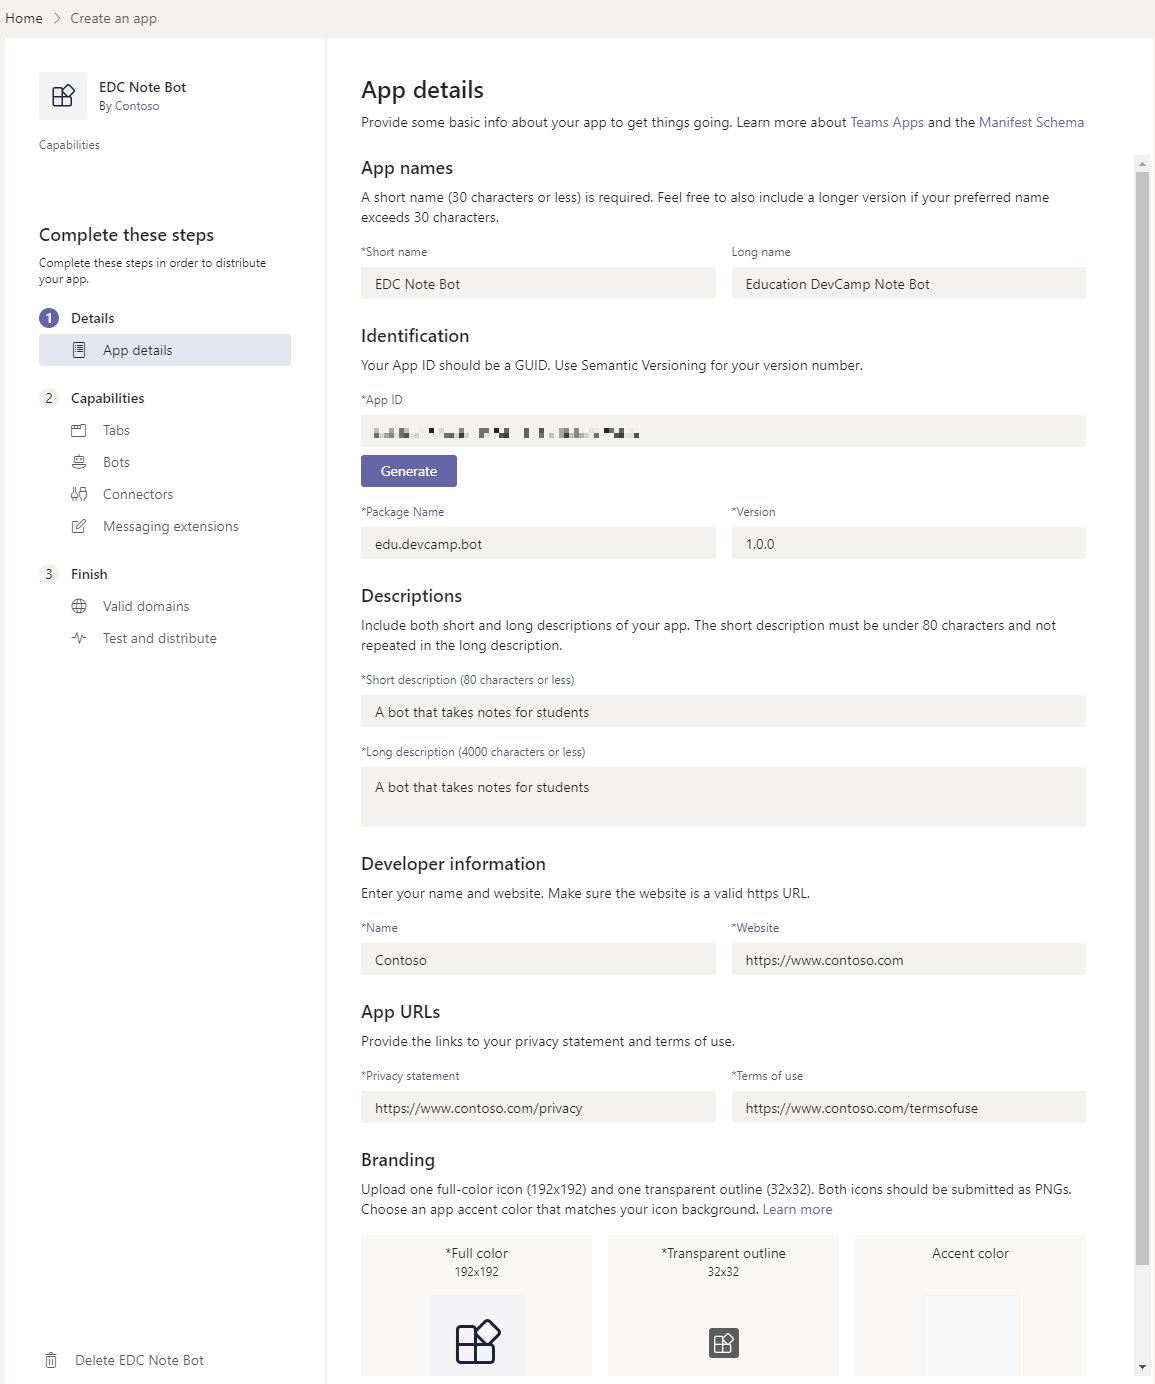 Home > Create an app
EDC Note Bot
By Contoso
Capabilities
Complete these steps
Complete these steps in order to distribute
your app.
1 Details
App details
2 Capabilities
Tabs
Bots
Connectors
Messaging extensions
3 Finish
Valid domains
Test and distribute
Delete EDC Note Bot
App details
Provide some basic info about your app to get things going. Learn more about Teams Apps and the Manifest Schema
App names
A short name (30 characters or less) is required. Feel free to also include a longer version if your preferred name
exceeds 30 characters.
*Short name Long name
EDC Note Bot Education DevCamp Note Bot
Identification
Your App ID should be a GUID. Use Semantic Versioning for your version number.
*App ID
Generate
*Package Name *Version
edu.devcamp.bot 1.0.0
Descriptions
Include both short and long descriptions of your app. The short description must be under 80 characters and not
repeated in the long description.
*Short description (80 characters or less)
A bot that takes notes for students
*Long description (4000 characters or less)
A bot that takes notes for students
Developer information
Enter your name and website. Make sure the website is a valid https URL.
*Name *Website
Contoso https://www.contoso.com
App URLs
Provide the links to your privacy statement and terms of use.
*Privacy statement *Terms of use
https://www.contoso.com/privacy https://www.contoso.com/termsofuse
Branding
Upload one full-color icon (192x192) and one transparent outline (32x32). Both icons should be submitted as PNGs.
Choose an app accent color that matches your icon background. Learn more
*Full color *Transparent outline Accent color
192x192 32x32